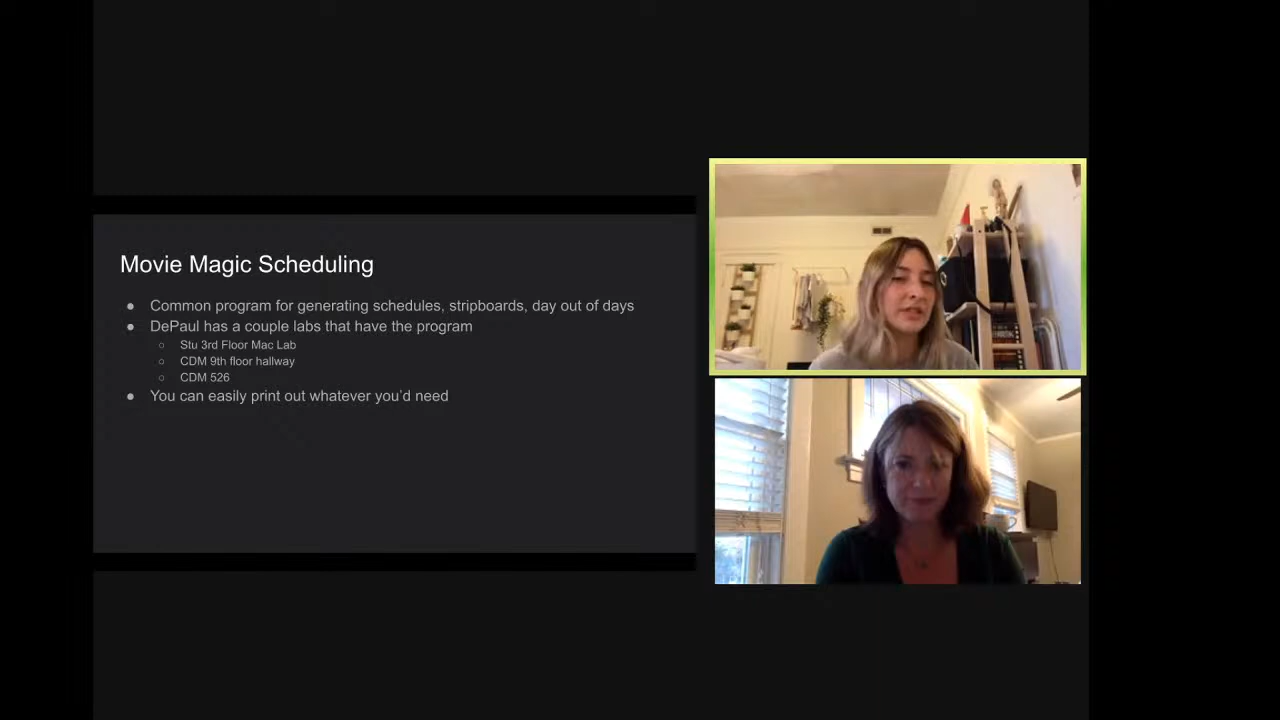 Movie Magic Scheduling
● Common program for generating schedules, stripboards, day out of days
● DePaul has a couple labs that have the program
○ Stu 3rd Floor Mac Lab
○ CDM 9th floor hallway
○ CDM 526
● You can easily print out whatever you'd need